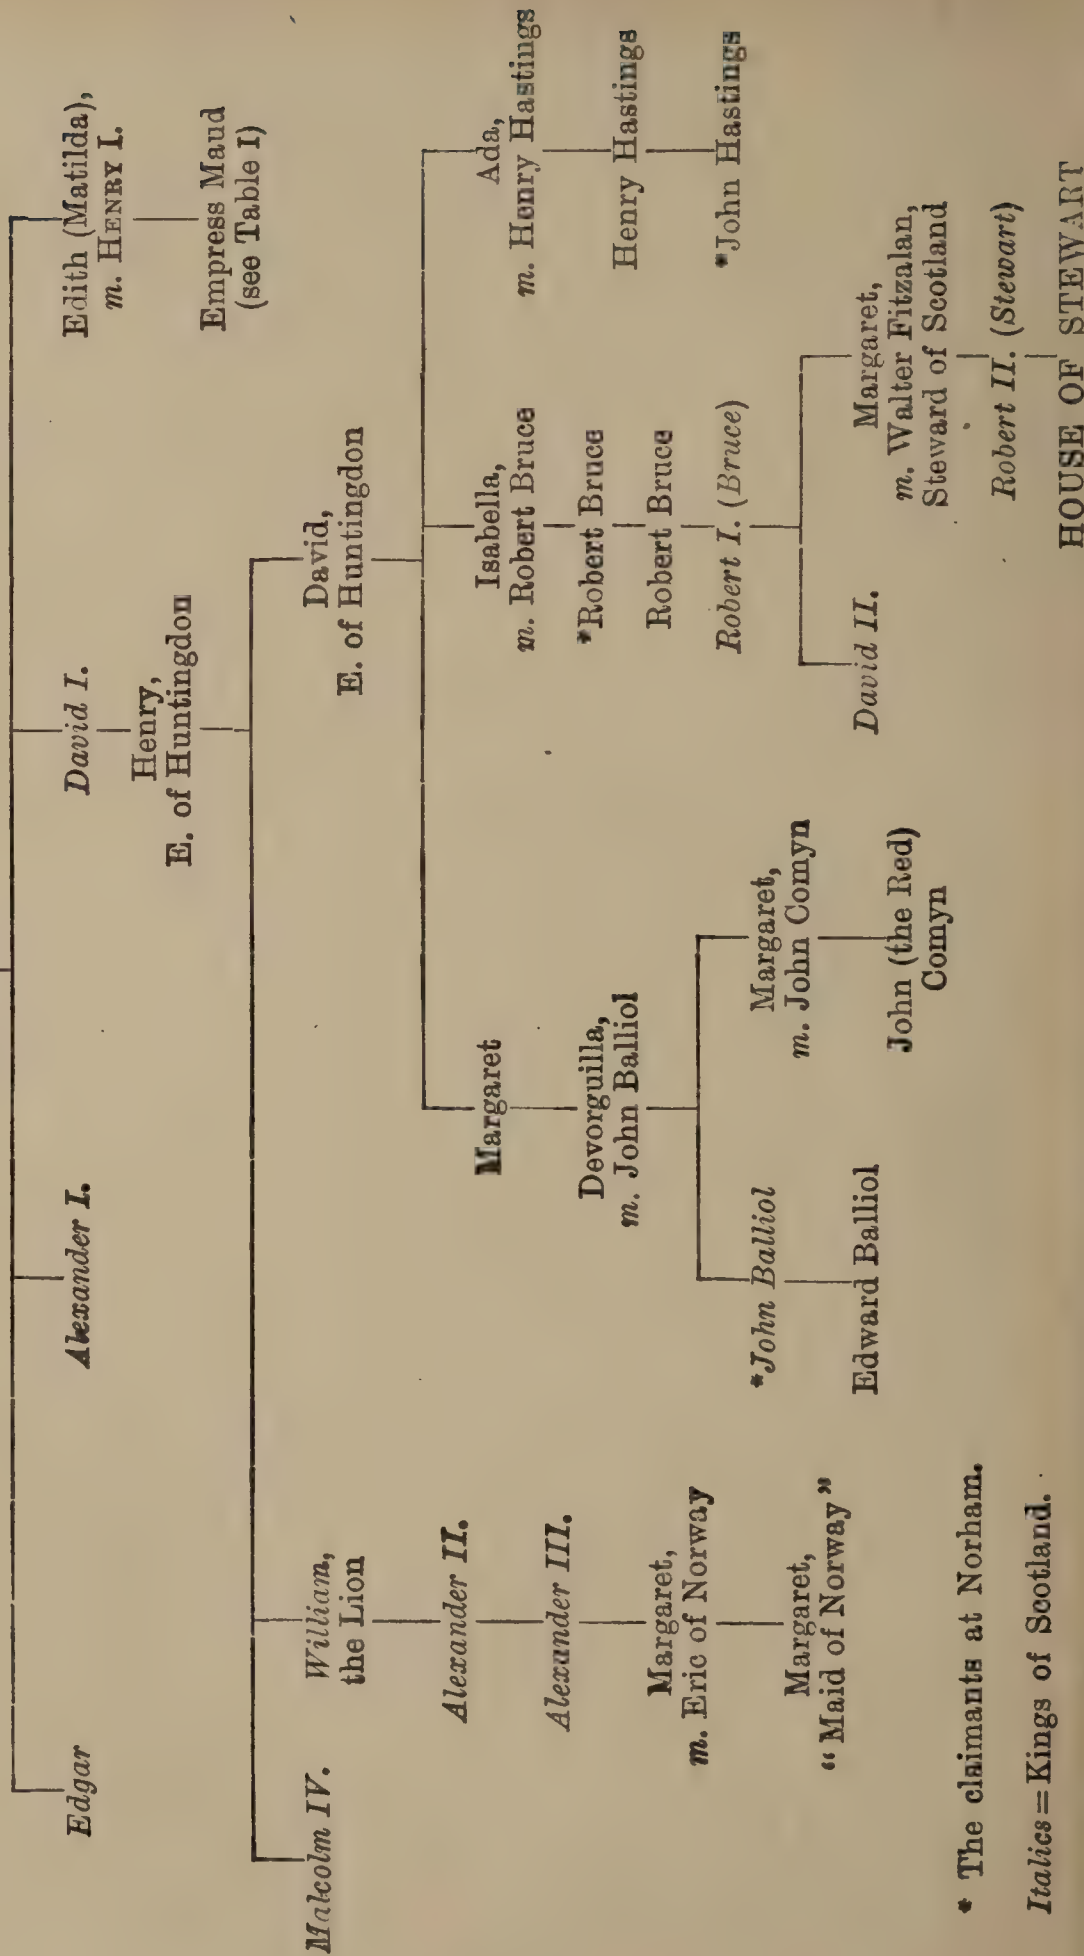 Edgar
Alexander I.
David I.
Edith (Matilda),
m. HENRY I.
Henry,
E. of Huntingdon
Empress Maud
(see Table I)
Malcolm IV.
William,
the Lion
David,
E. of Huntingdon
Alexander II.
Alexander III.
Margaret,
m. Eric of Norway
Margaret,
“Maid of Norway”
Margaret
Devorguilla,
m. John Balliol
*John Balliol
Edward Balliol
Margaret,
m. John Comyn
John (the Red)
Comyn
Isabella,
m. Robert Bruce
*Robert Bruce
Robert Bruce
Robert I. (Bruce)
David II.
Margaret,
m. Walter Fitzalan,
Steward of Scotland
Robert II. (Stewart)
HOUSE OF STEWART
Ada,
m. Henry Hastings
Henry Hastings
*John Hastings
* The claimants at Norham.
Italics=Kings of Scotland.